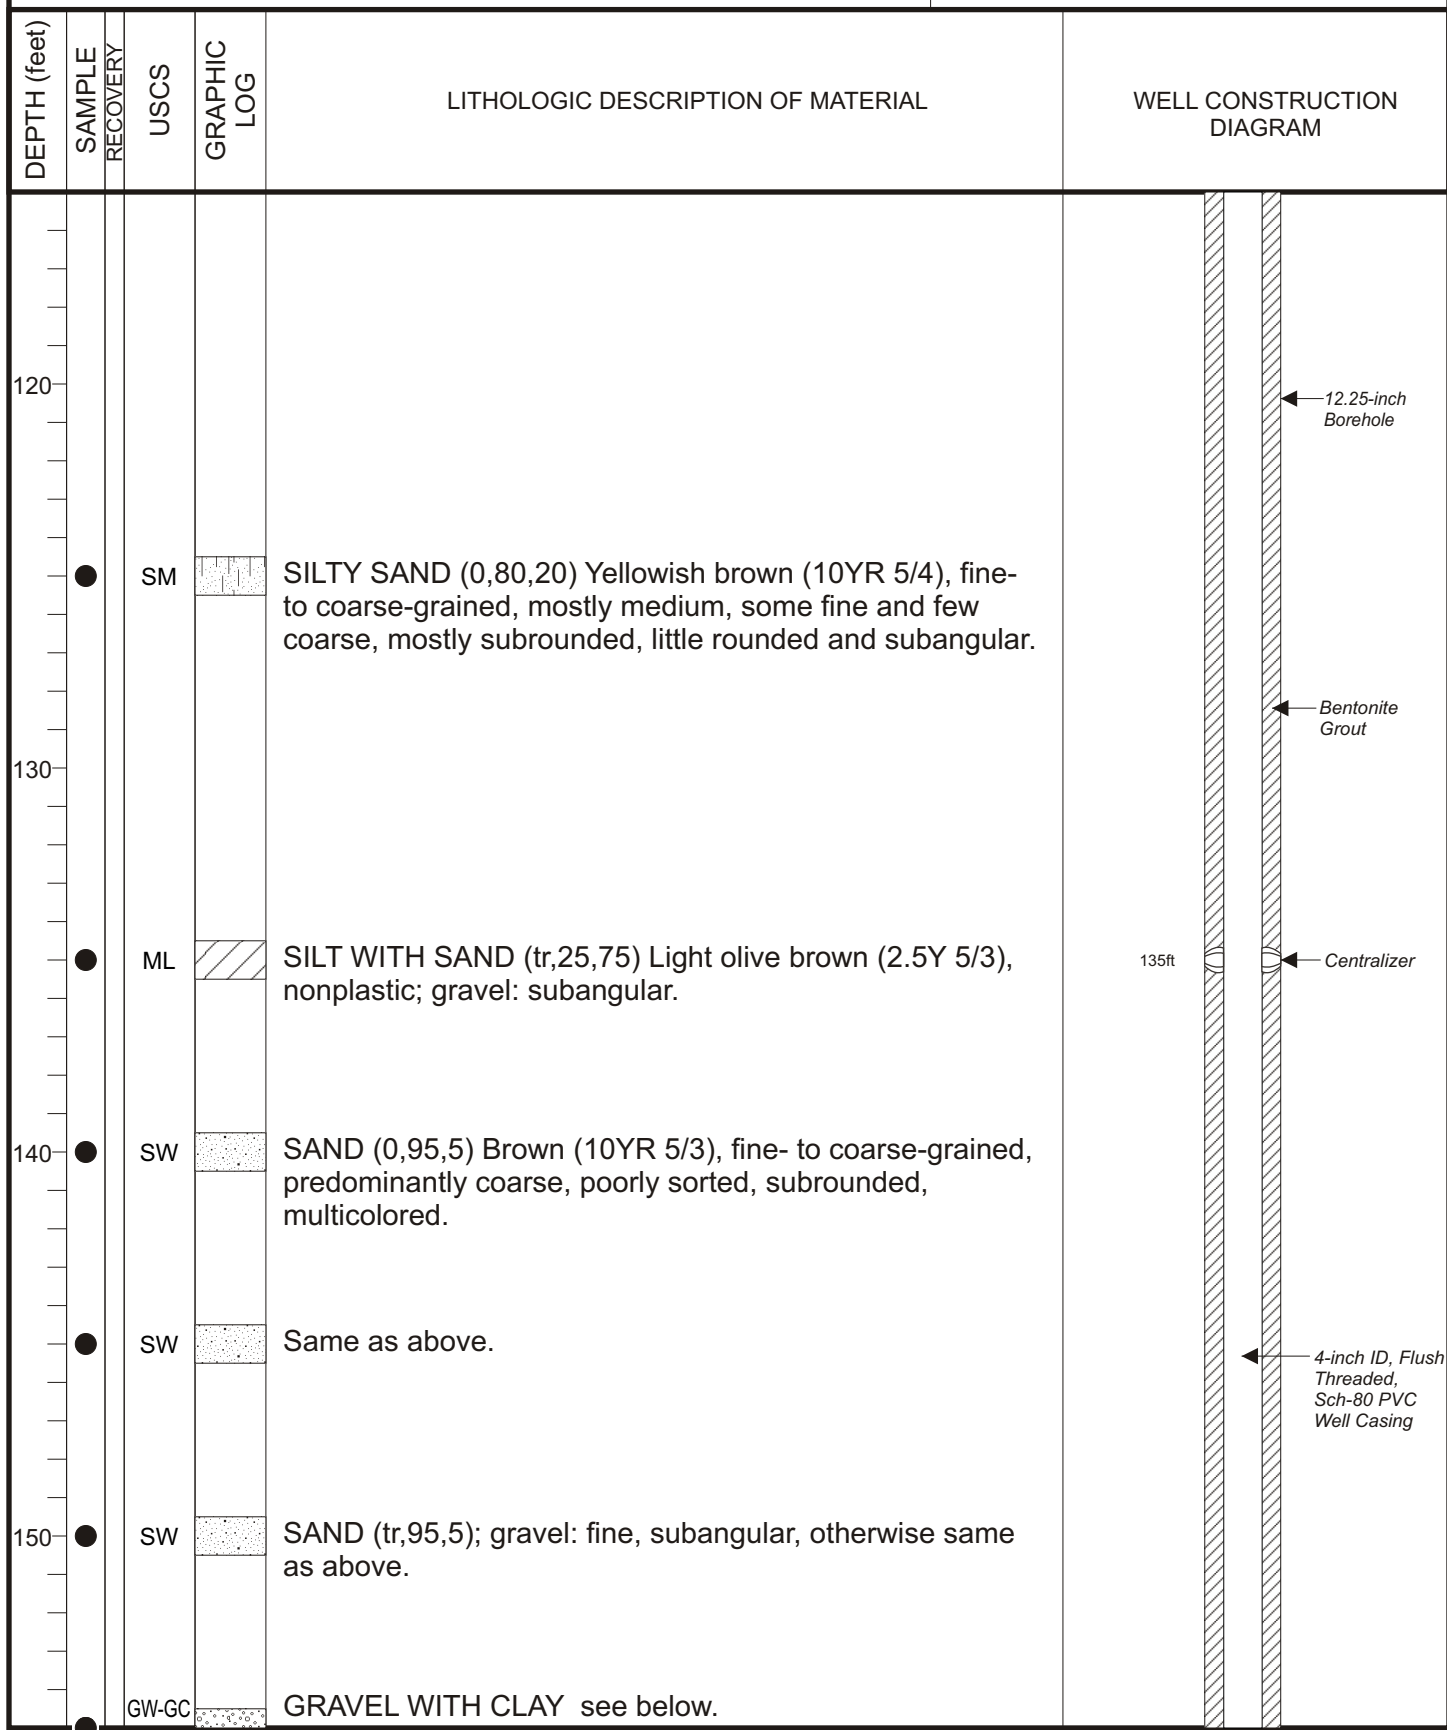 DEPTH (feet)
SAMPLE
RECOVERY
USCS
GRAPHIC
LOG
LITHOLOGIC DESCRIPTION OF MATERIAL
WELL CONSTRUCTION
DIAGRAM
120
12.25-inch
Borehole
SM
SILTY SAND (0,80,20) Yellowish brown (10YR 5/4), fine-
to coarse-grained, mostly medium, some fine and few
coarse, mostly subrounded, little rounded and subangular.
Bentonite
Grout
130
ML
SILT WITH SAND (tr,25,75) Light olive brown (2.5Y 5/3),
nonplastic; gravel: subangular.
135ft
Centralizer
140
SW
SAND (0,95,5) Brown (10YR 5/3), fine- to coarse-grained,
predominantly coarse, poorly sorted, subrounded,
multicolored.
SW
Same as above.
4-inch ID, Flush
Threaded,
Sch-80 PVC
Well Casing
150
SW
SAND (tr,95,5); gravel: fine, subangular, otherwise same
as above.
GW-GC
GRAVEL WITH CLAY see below.